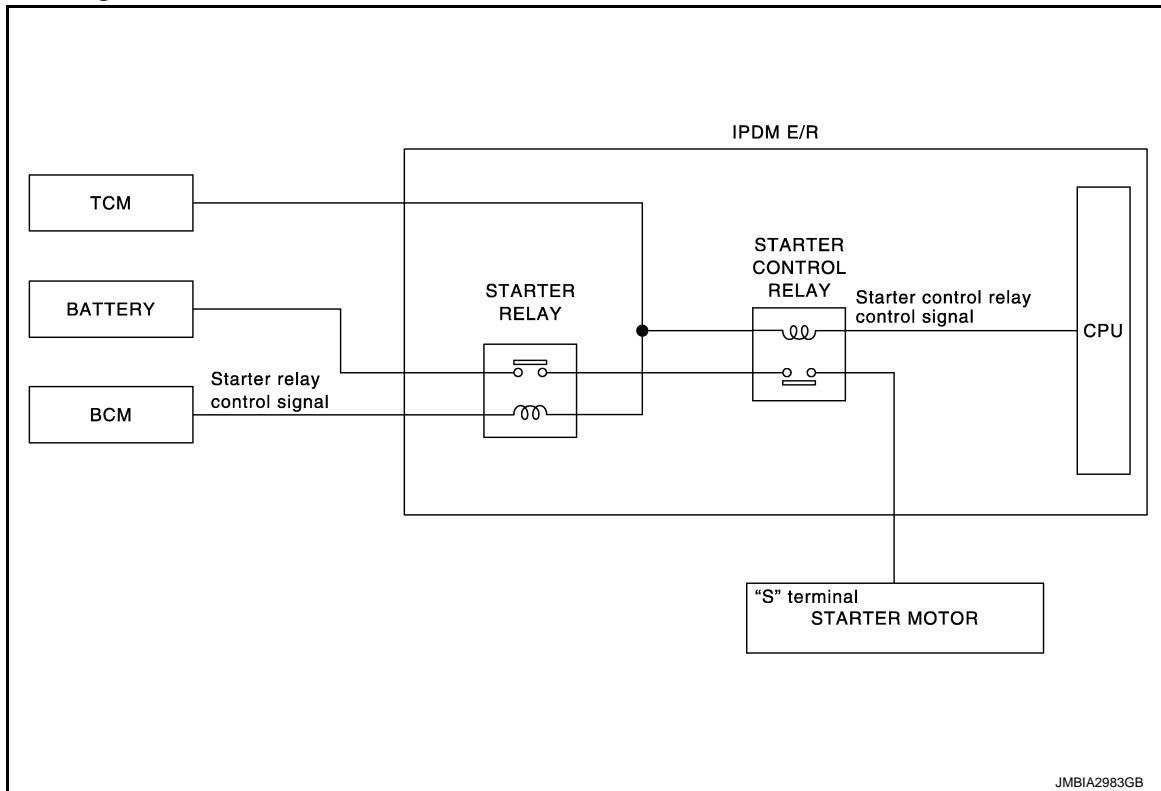 IPDM E/R
TCM
STARTER
CONTROL
RELAY
STARTER
RELAY
Starter control relay
control signal
BATTERY
CPU
Starter relay
control signal
BCM
“S” terminal
STARTER MOTOR
JMBIA2983GB